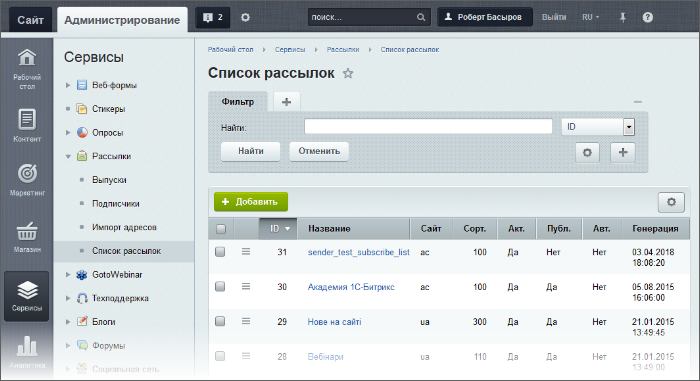 Сайт Администрирование 2 поиск... Роберт Басыров Выйти RU ?
Рабочий
стол
Контент
Маркетинг
Магазин
Сервисы
Аналитика
Сервисы
Веб-формы
Стикеры
Опросы
Рассылки
Выпуски
Подписчики
Импорт адресов
Список рассылок
GotoWebinar
Техподдержка
Блоги
Форумы
Социальная сеть
Рабочий стол Сервисы Рассылки Список рассылок
Список рассылок
Фильтр +
Найти: ID
Найти Отменить
+ Добавить
ID Название Сайт Сорт. Акт. Публ. Авт. Генерация
31 sender_test_subscribe_list ac 100 Да Нет Нет 03.04.2018
18:08:20
30 Академия 1С-Битрикс ac 100 Да Да Нет 05.08.2015
16:06:00
29 Нове на сайті ua 300 Да Да Нет 21.01.2015
13:49:45
28 Вебінари ua 110 Да Да Нет 21.01.2015
13:49:00